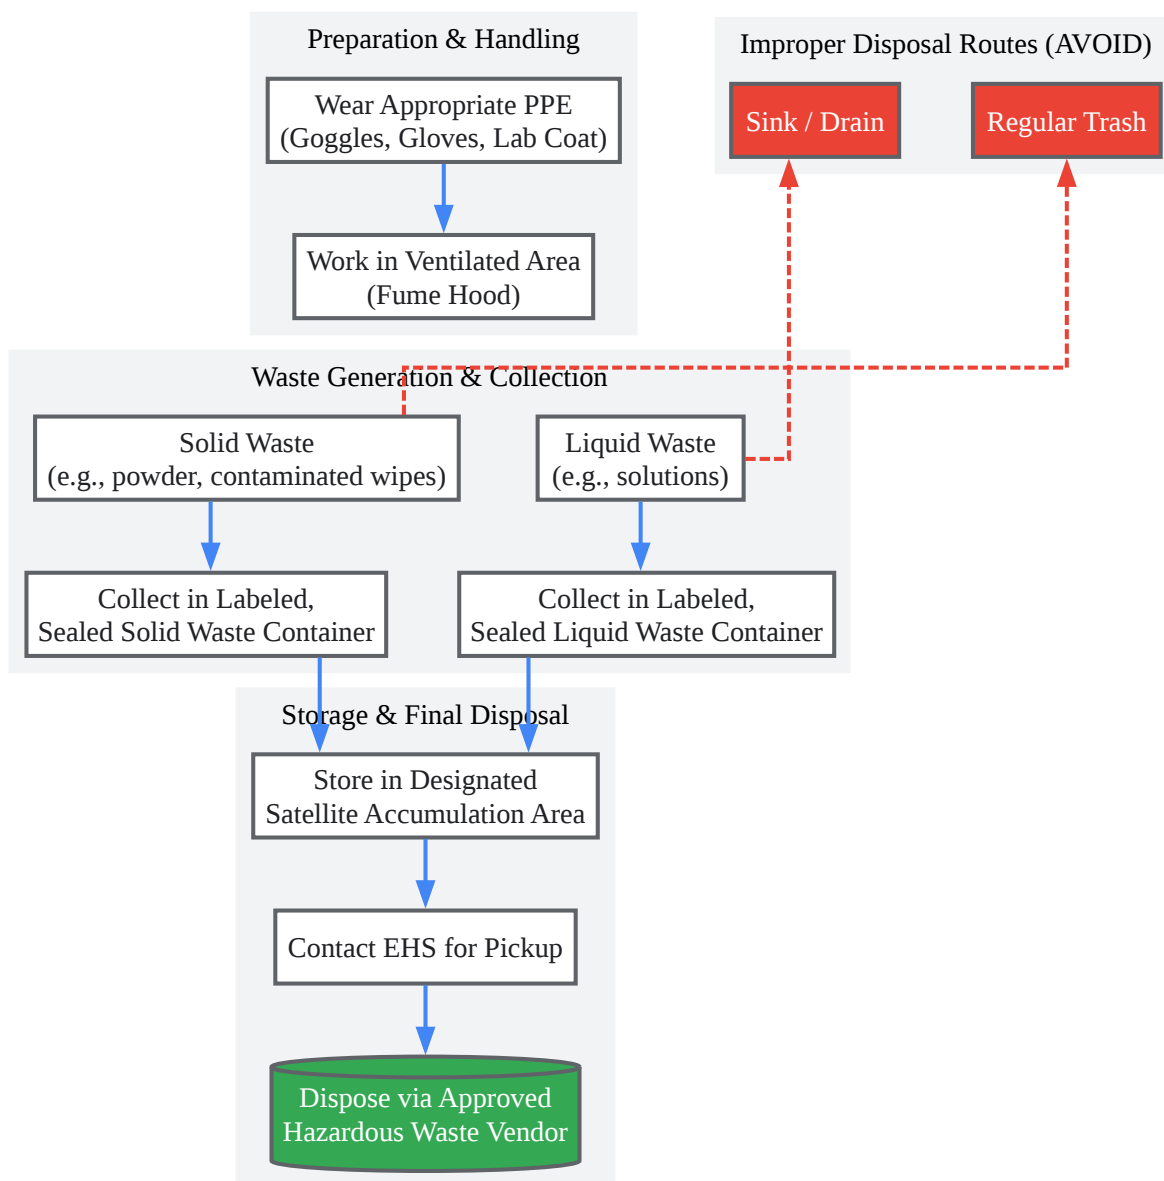 Preparation & Handling
Wear Appropriate PPE
(Goggles, Gloves, Lab Coat)
Work in Ventilated Area
(Fume Hood)
Improper Disposal Routes (AVOID)
Sink / Drain
Regular Trash
Waste Generation & Collection
Solid Waste
(e.g., powder, contaminated wipes)
Liquid Waste
(e.g., solutions)
Collect in Labeled,
Sealed Solid Waste Container
Collect in Labeled,
Sealed Liquid Waste Container
Storage & Final Disposal
Store in Designated
Satellite Accumulation Area
Contact EHS for Pickup
Dispose via Approved
Hazardous Waste Vendor